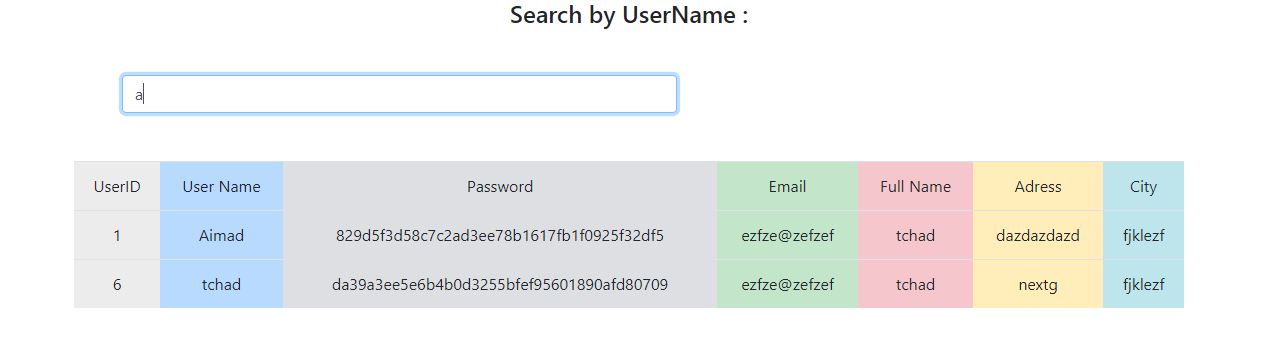 Search by UserName :
a
UserID User Name Password Email Full Name Adress City
1 Aimad 829d5f3d58c7c2ad3ee78b1617fb1f0925f32df5 ezfze@zefzef tchad dazdazdazd fjklezf
6 tchad da39a3ee5e6b4b0d3255bfef95601890afd80709 ezfze@zefzef tchad nextg fjklezf